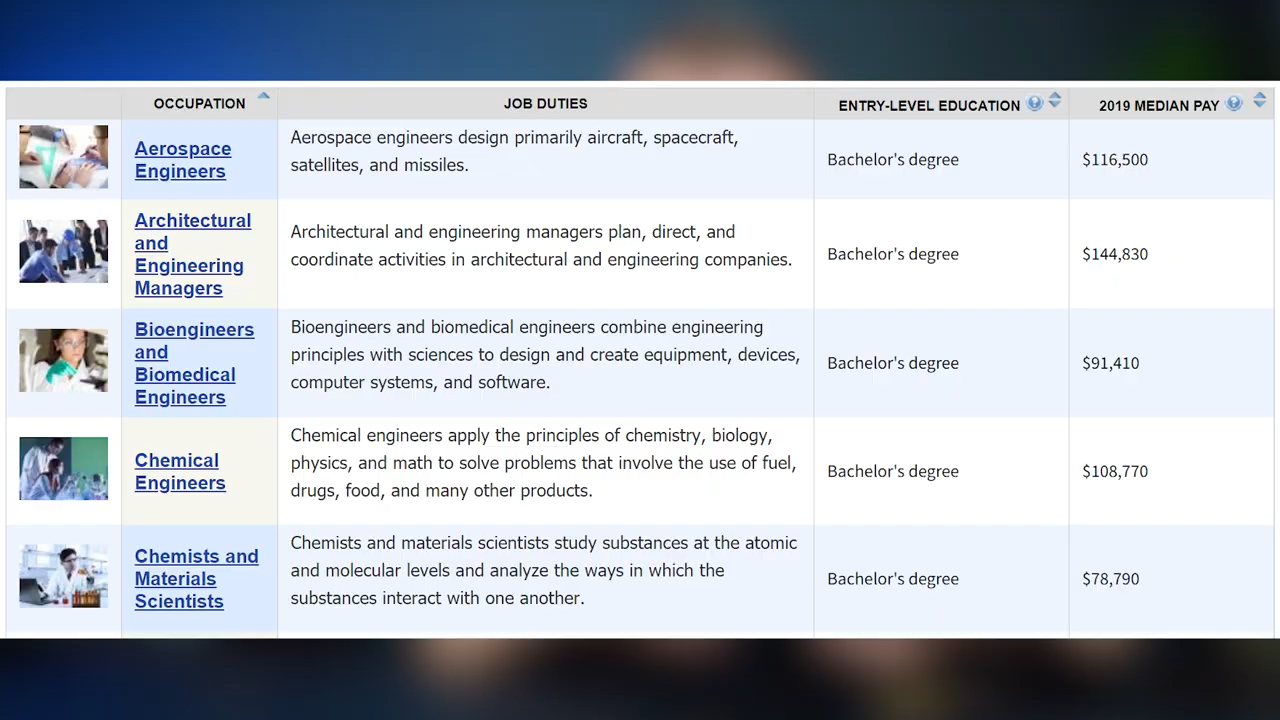 OCCUPATION JOB DUTIES ENTRY-LEVEL EDUCATION 2019 MEDIAN PAY
Aerospace
Engineers
Aerospace engineers design primarily aircraft, spacecraft,
satellites, and missiles.
Bachelor's degree
$116,500
Architectural
and
Engineering
Managers
Architectural and engineering managers plan, direct, and
coordinate activities in architectural and engineering companies.
Bachelor's degree
$144,830
Bioengineers
and
Biomedical
Engineers
Bioengineers and biomedical engineers combine engineering
principles with sciences to design and create equipment, devices,
computer systems, and software.
Bachelor's degree
$91,410
Chemical
Engineers
Chemical engineers apply the principles of chemistry, biology,
physics, and math to solve problems that involve the use of fuel,
drugs, food, and many other products.
Bachelor's degree
$108,770
Chemists and
Materials
Scientists
Chemists and materials scientists study substances at the atomic
and molecular levels and analyze the ways in which the
substances interact with one another.
Bachelor's degree
$78,790